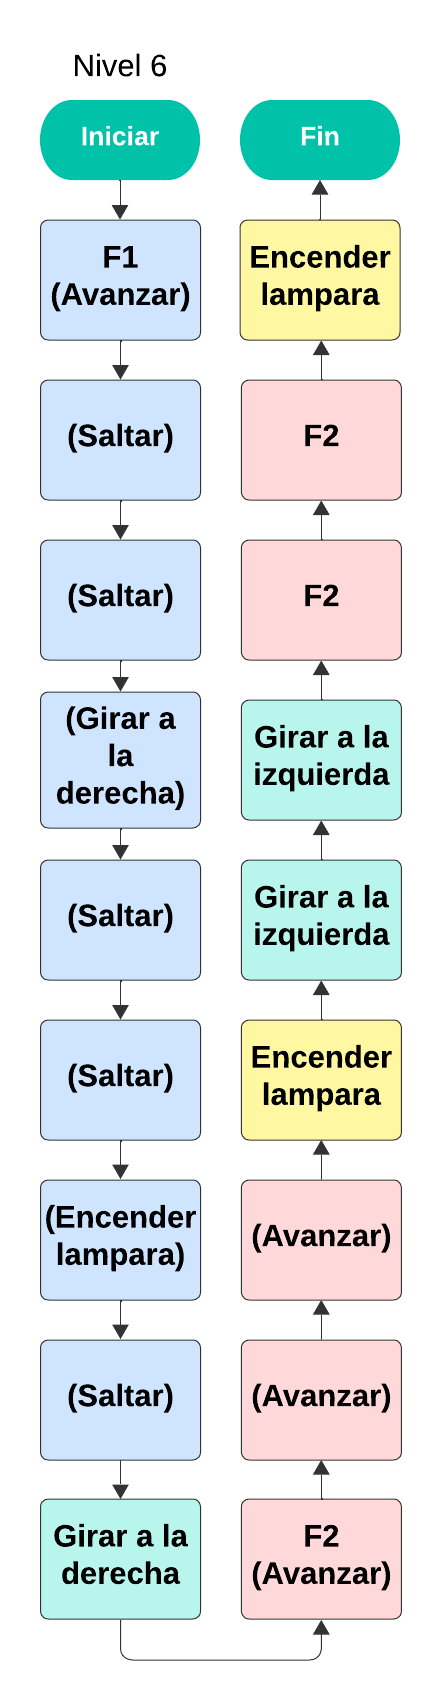 Nivel 6
Iniciar
F1
(Avanzar)
(Saltar)
(Saltar)
(Girar a
la
derecha)
(Saltar)
(Saltar)
(Encender
lampara)
(Saltar)
Girar a la
derecha
F2
(Avanzar)
(Avanzar)
(Avanzar)
Encender
lampara
Girar a la
izquierda
Girar a la
izquierda
F2
F2
Encender
lampara
Fin